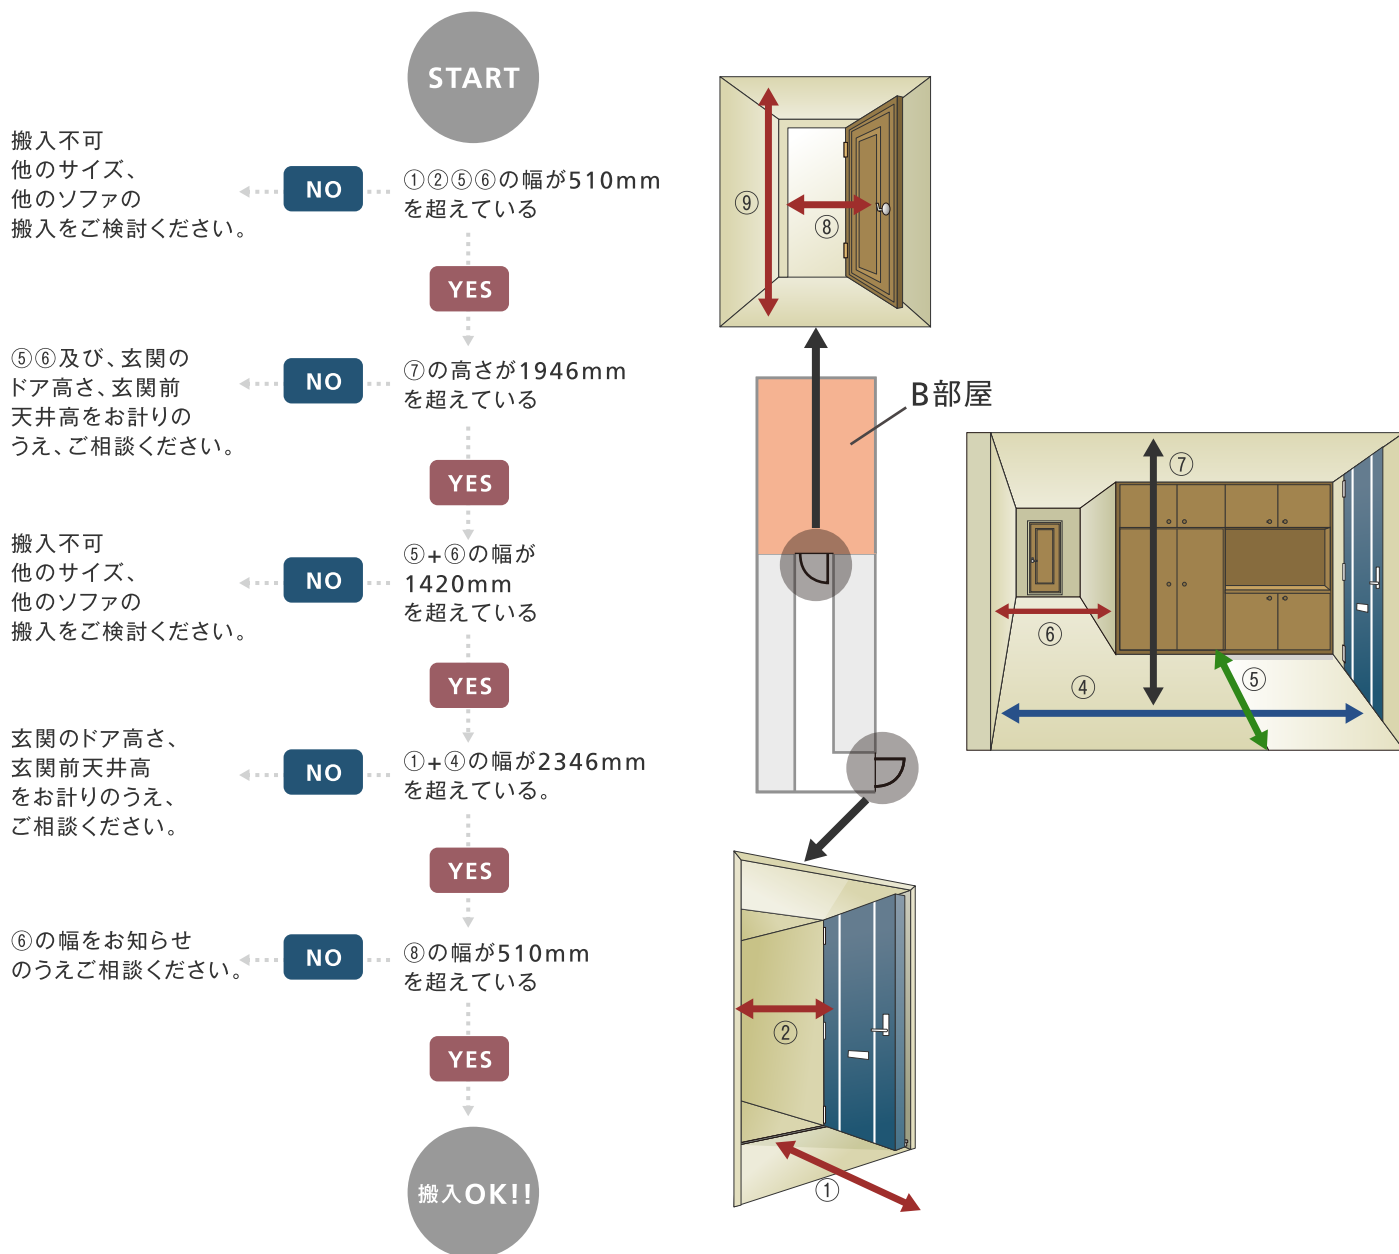 START
①②⑤⑥の幅が510mm
を超えている
NO
搬入不可
他のサイズ、
他のソファの
搬入をご検討ください。
YES
⑦の高さが1946mm
を超えている
NO
⑤⑥及び、玄関の
ドア高さ、玄関前
天井高をお計りの
うえ、ご相談ください。
YES
⑤+⑥の幅が
1420mm
を超えている
NO
搬入不可
他のサイズ、
他のソファの
搬入をご検討ください。
YES
①+④の幅が2346mm
を超えている。
NO
玄関のドア高さ、
玄関前天井高
をお計りのうえ、
ご相談ください。
YES
⑧の幅が510mm
を超えている
NO
⑥の幅をお知らせ
のうえご相談ください。
YES
搬入OK!!
⑨
⑧
B部屋
⑦
⑥
④
⑤
②
①